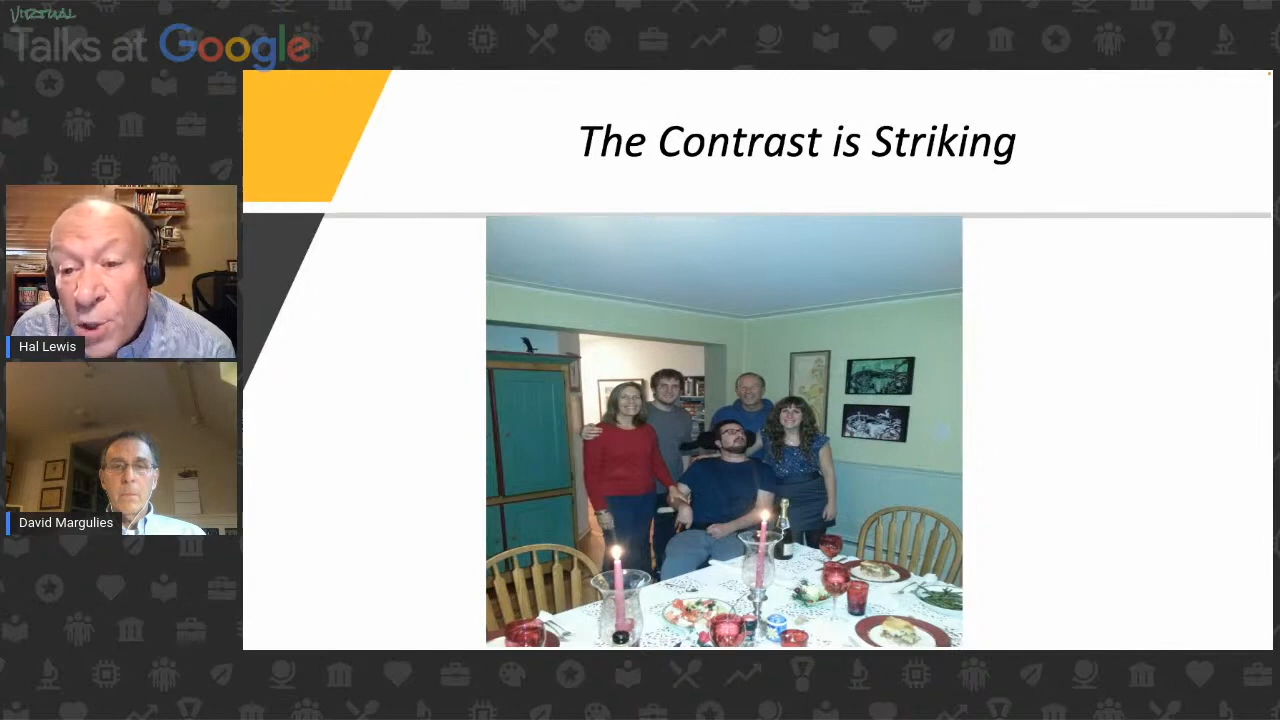 VIRTUAL
Talks at Google
The Contrast is Striking
Hal Lewis
David Margulies